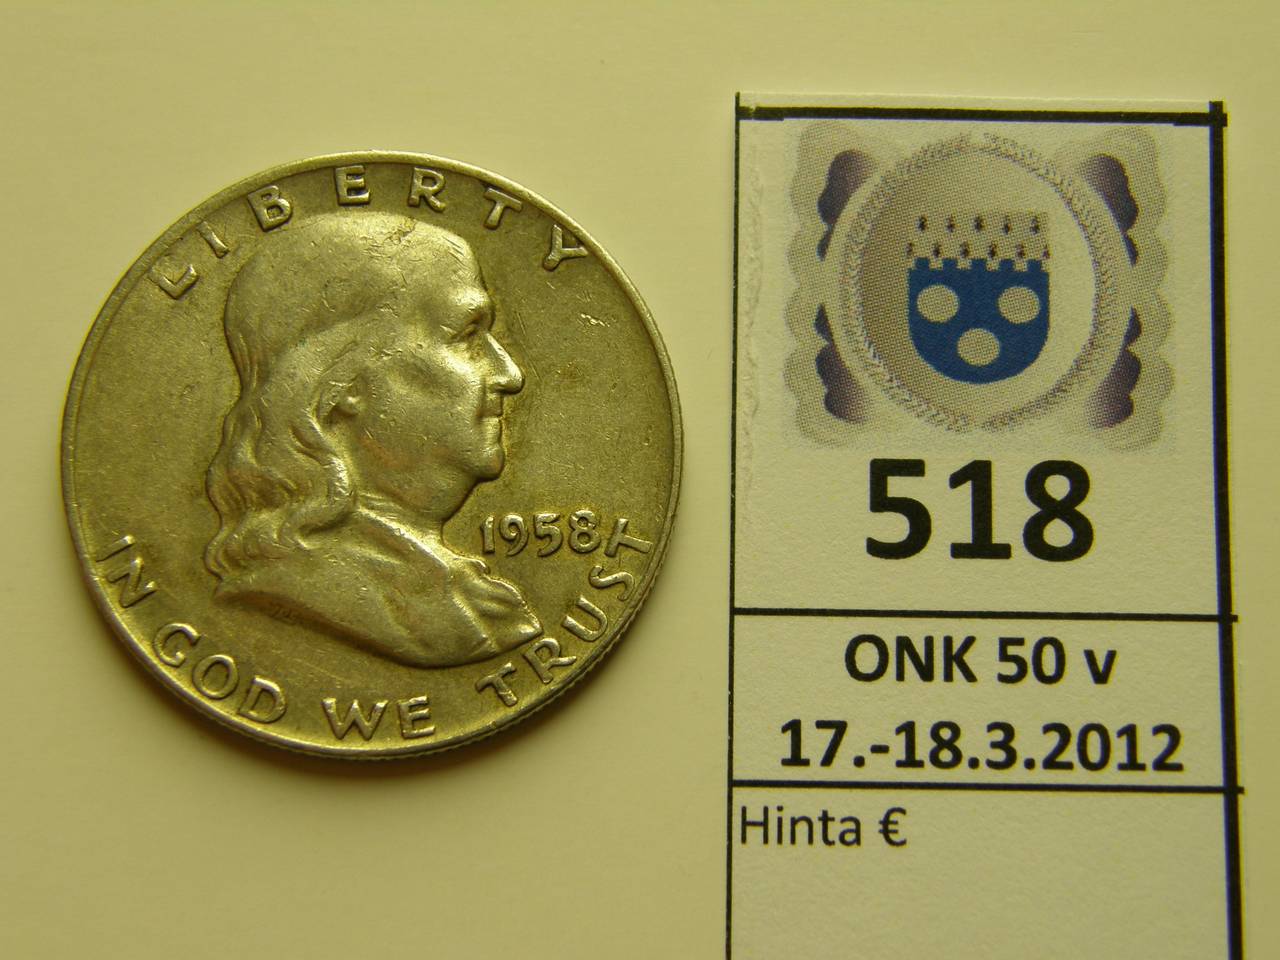 LIBERTY
1958
IN GOD WE TRUST
518
ONK 50 v
17.-18.3.2012
Hinta €